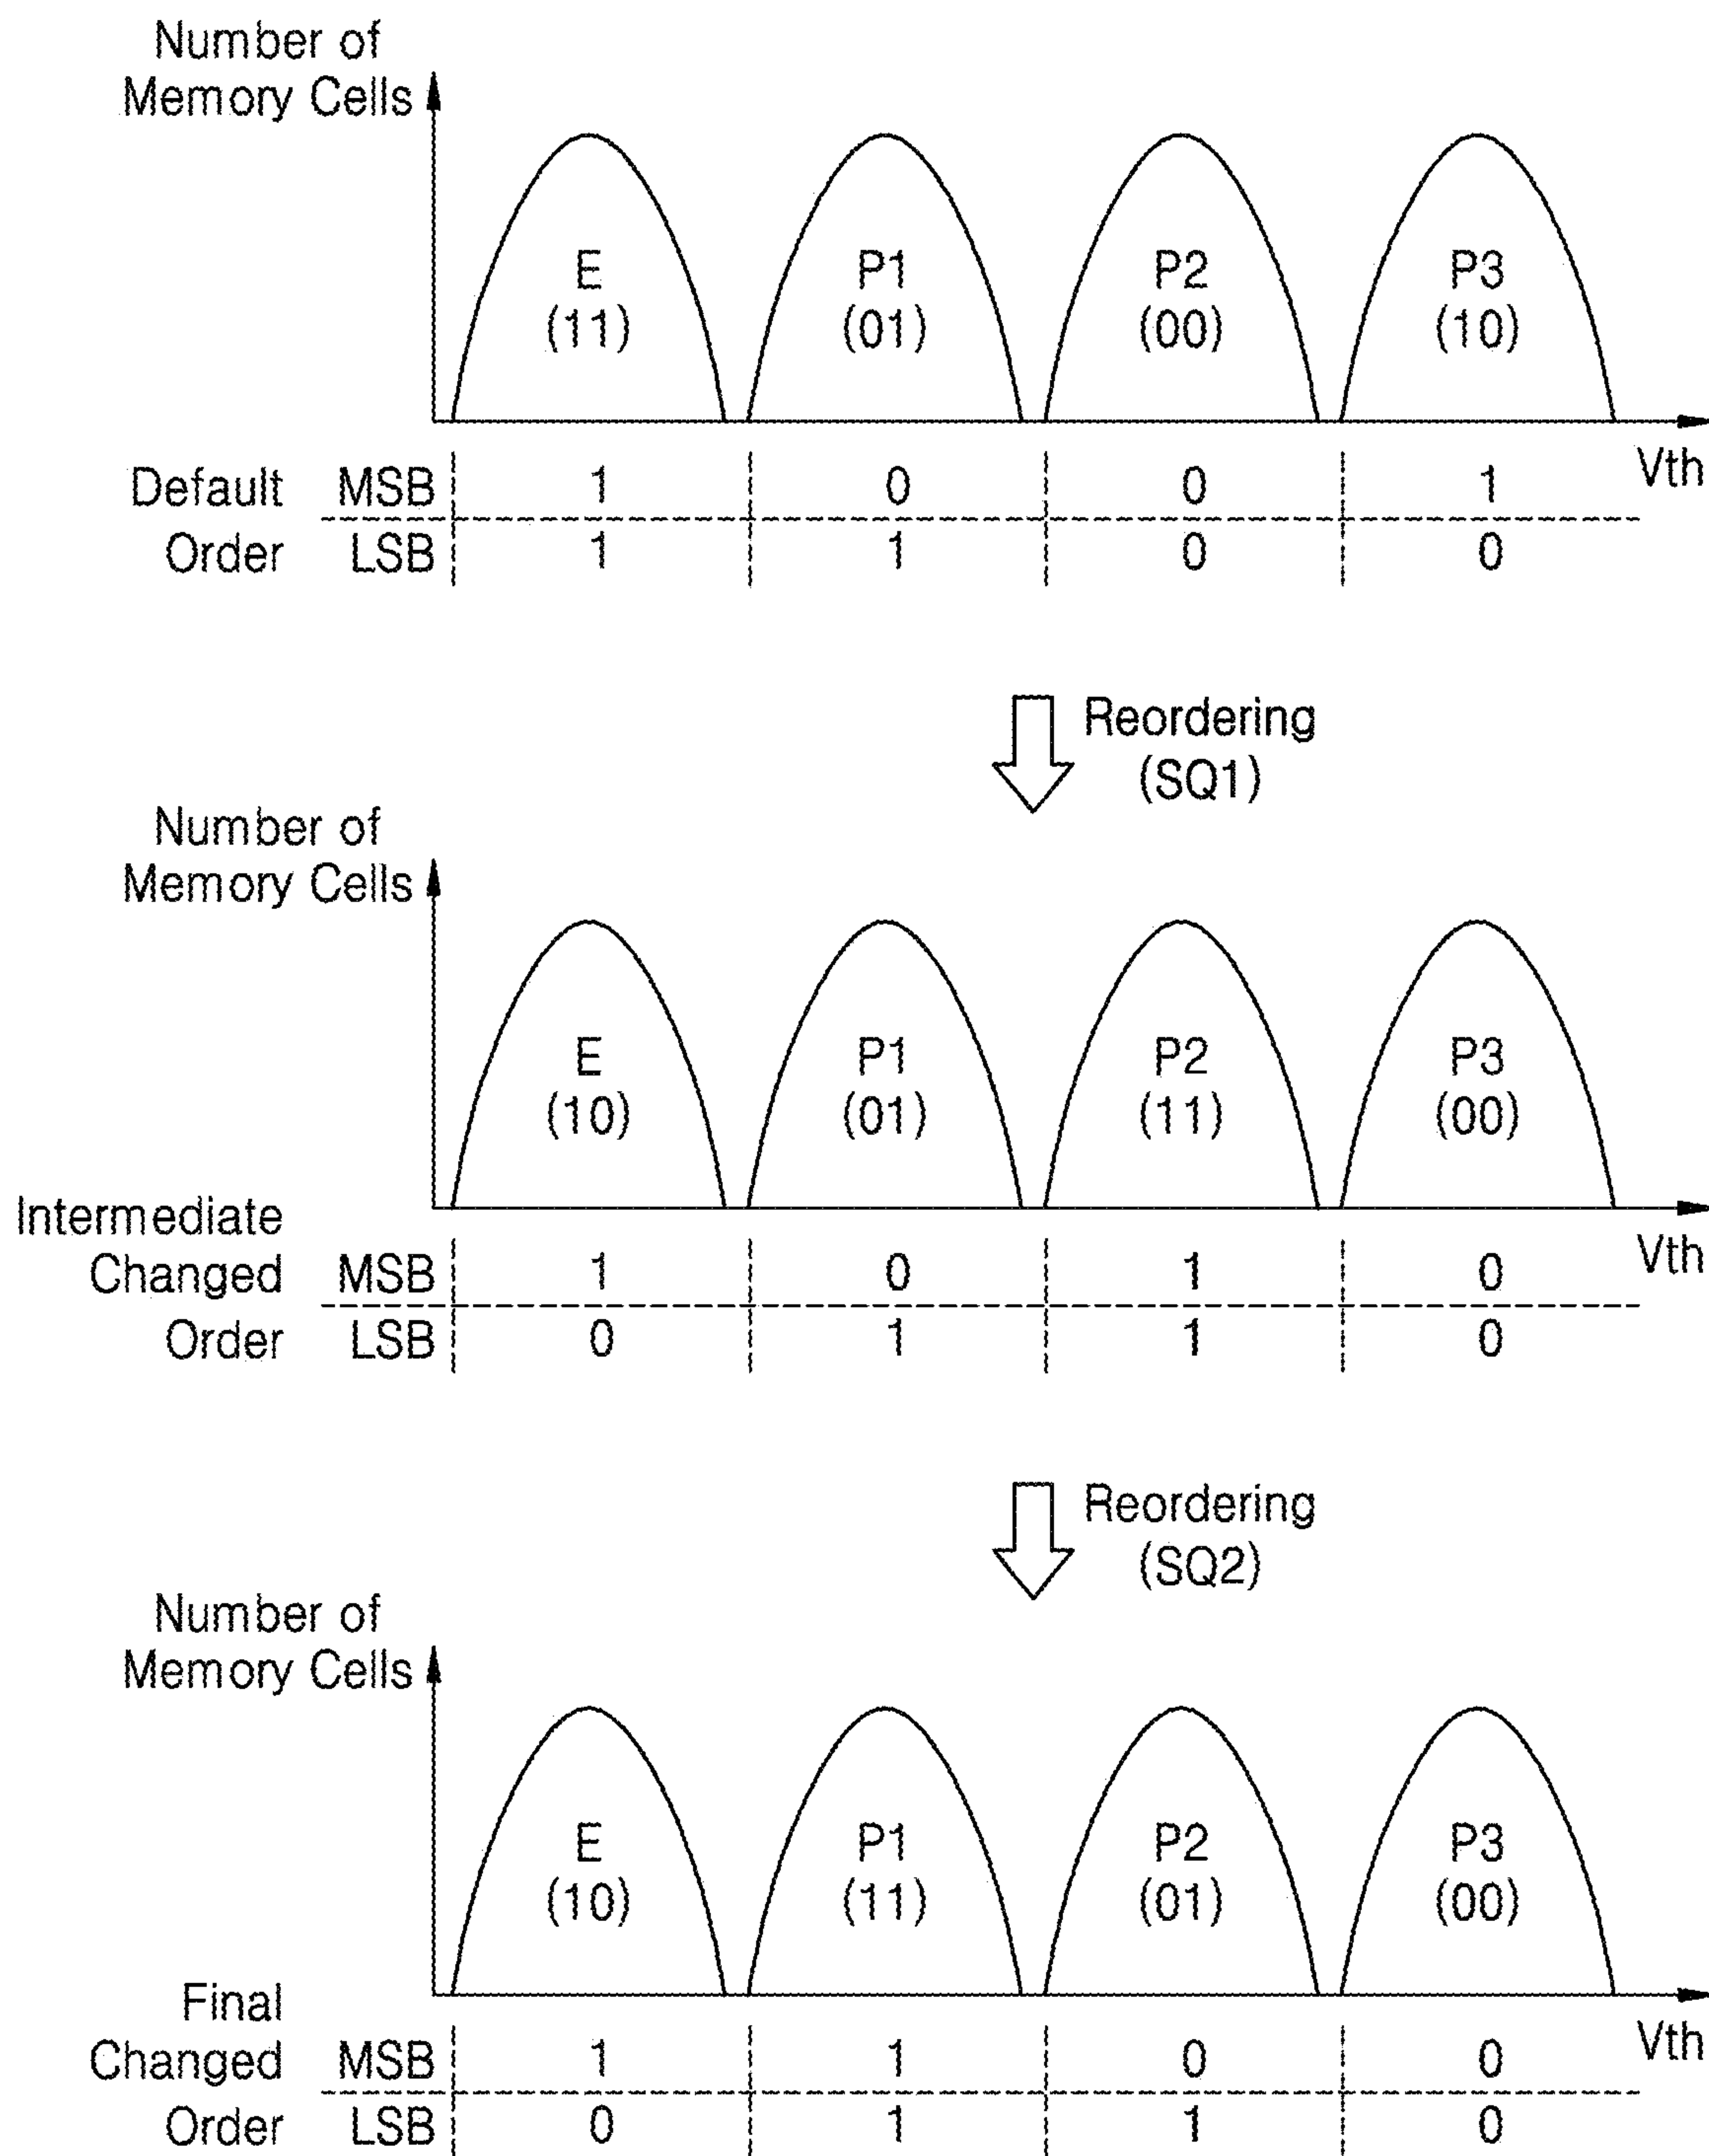 Number of
Memory Cells
E P1 P2 P3
(11) (01) (00) (10)
Vth
Default MSB 1 0 0 1
Order LSB 1 1 0 0
Reordering
(SQ1)
Number of
Memory Cells
E P1 P2 P3
(10) (01) (11) (00)
Intermediate
Vth
Changed MSB 1 0 1 0
Order LSB 0 1 1 0
Reordering
(SQ2)
Number of
Memory Cells
E P1 P2 P3
(10) (11) (01) (00)
Final
Vth
Changed MSB 1 1 0 0
Order LSB 0 1 1 0